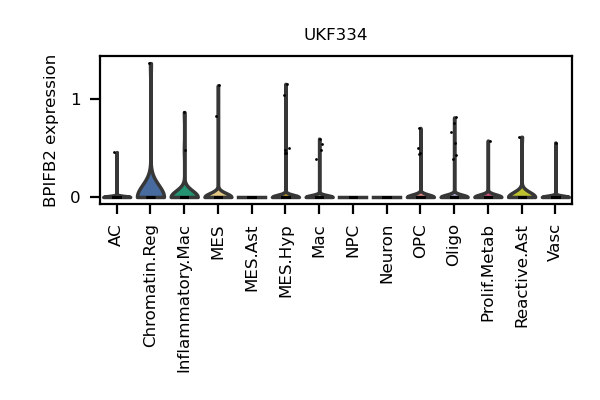 UKF334
BPIFB2 expression
1
0
AC
Chromatin.Reg
Inflammatory.Mac
MES
MES.Ast
MES.Hyp
Mac
NPC
Neuron
OPC
Oligo
Prolif.Metab
Reactive.Ast
Vasc